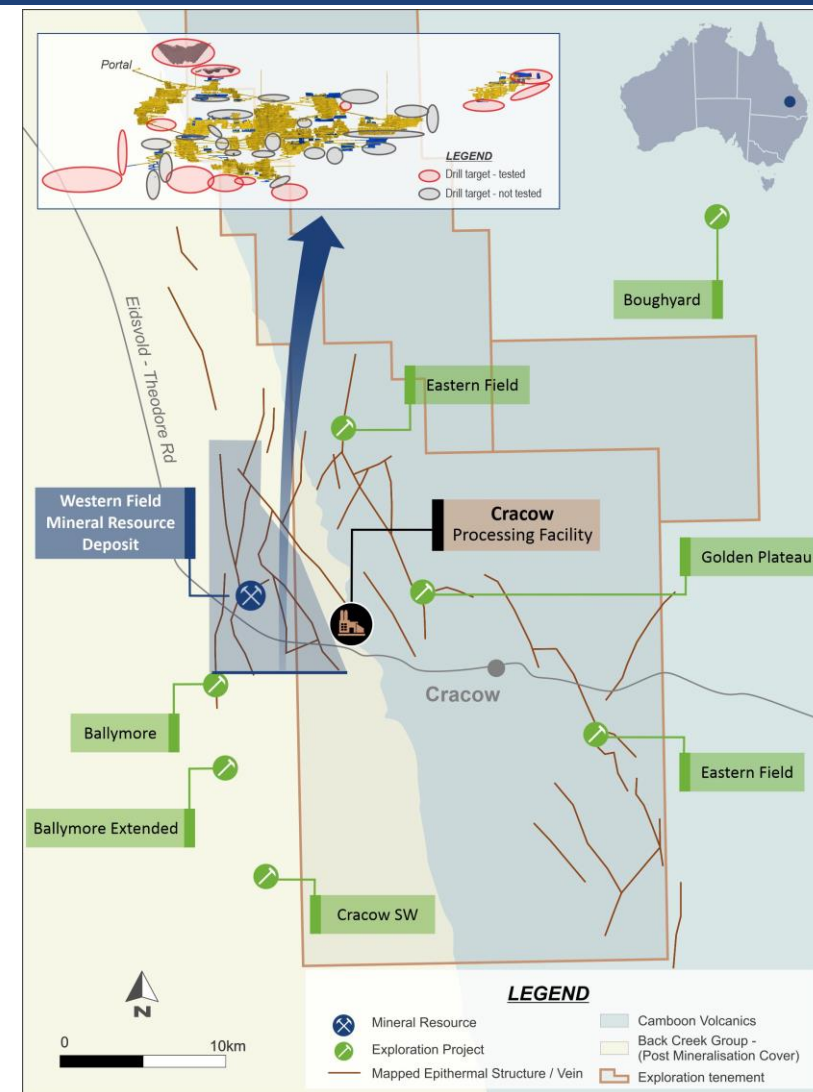 Portal
LEGEND
Drill target - tested
Drill target - not tested
Boughyard
Eidsvold - Theodore Rd
Eastern Field
Western Field
Mineral Resource
Deposit
Cracow
Processing Facility
Golden Plateau
Cracow
Ballymore
Eastern Field
Ballymore Extended
Cracow SW
N
0 10km
LEGEND
Mineral Resource
Exploration Project
Mapped Epithermal Structure / Vein
Camboon Volcanics
Back Creek Group -
(Post Mineralisation Cover)
Exploration tenement